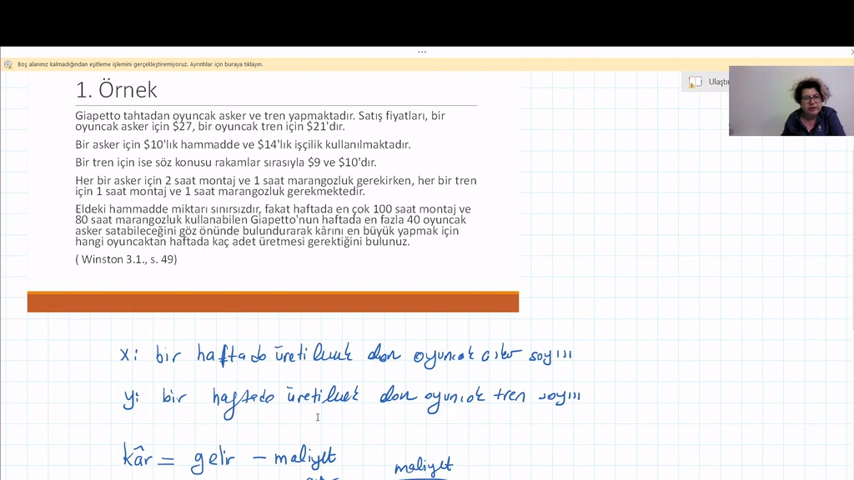 Boş alanınız kalmadığından eşitleme işlemini gerçekleştiremiyoruz. Ayrıntılar için buraya tıklayın.
Ulaştı
1. Örnek
Giapetto tahtadan oyuncak asker ve tren yapmaktadır. Satış fiyatları, bir
oyuncak asker için $27, bir oyuncak tren için $21'dır.
Bir asker için $10'lık hammadde ve $14'lık işçilik kullanılmaktadır.
Bir tren için ise söz konusu rakamlar sırasıyla $9 ve $10'dır.
Her bir asker için 2 saat montaj ve 1 saat marangozluk gerekirken, her bir tren
için 1 saat montaj ve 1 saat marangozluk gerekmektedir.
Eldeki hammadde miktarı sınırsızdır, fakat haftada en çok 100 saat montaj ve
80 saat marangozluk kullanabilen Giapetto'nun haftada en fazla 40 oyuncak
asker satabileceğini göz önünde bulundurarak kârını en büyük yapmak için
hangi oyuncaktan haftada kaç adet üretmesi gerektiğini bulunuz.
( Winston 3.1., s. 49)
x: bir haftada üretilecek olan oyuncak asker sayısı
y: bir haftada üretilecek olan oyuncak tren sayısı
kâr = gelir - maliyet
maliyet